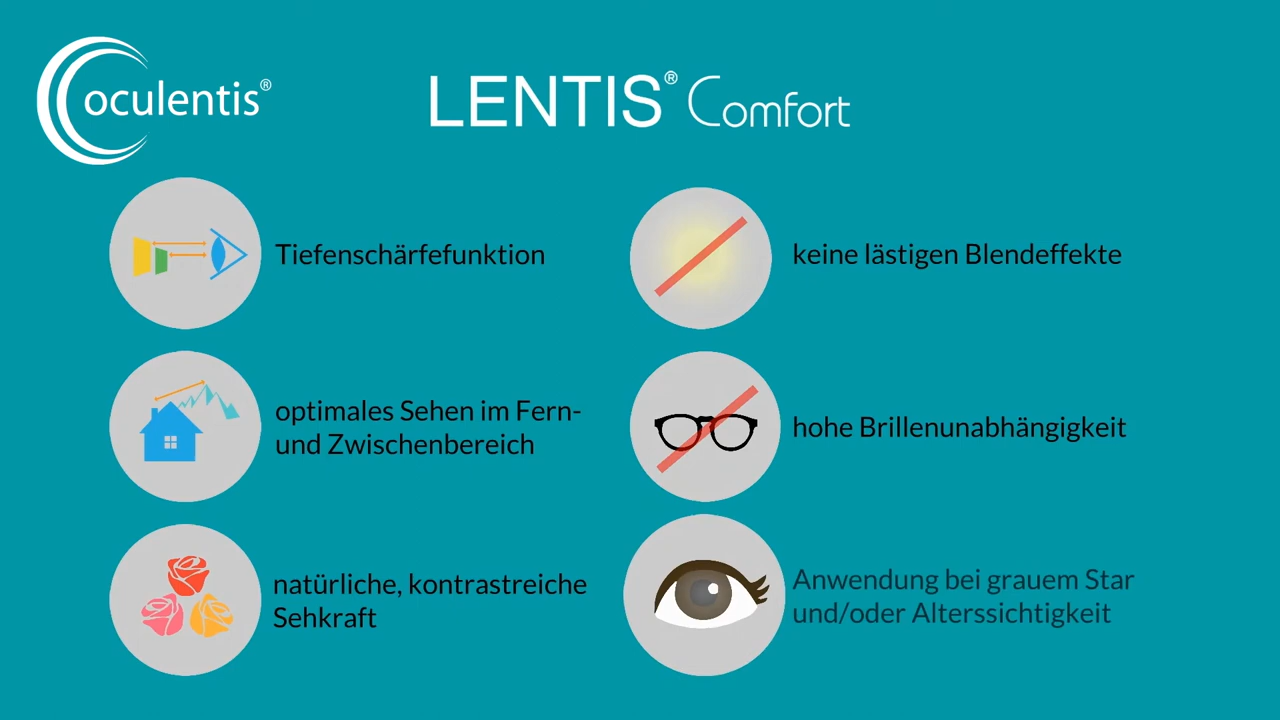 oculentis®
LENTIS® Comfort
Tiefenschärfefunktion
optimales Sehen im Fern-
und Zwischenbereich
natürliche, kontrastreiche
Sehkraft
keine lästigen Blendeffekte
hohe Brillenunabhängigkeit
Anwendung bei grauem Star
und/oder Alterssichtigkeit